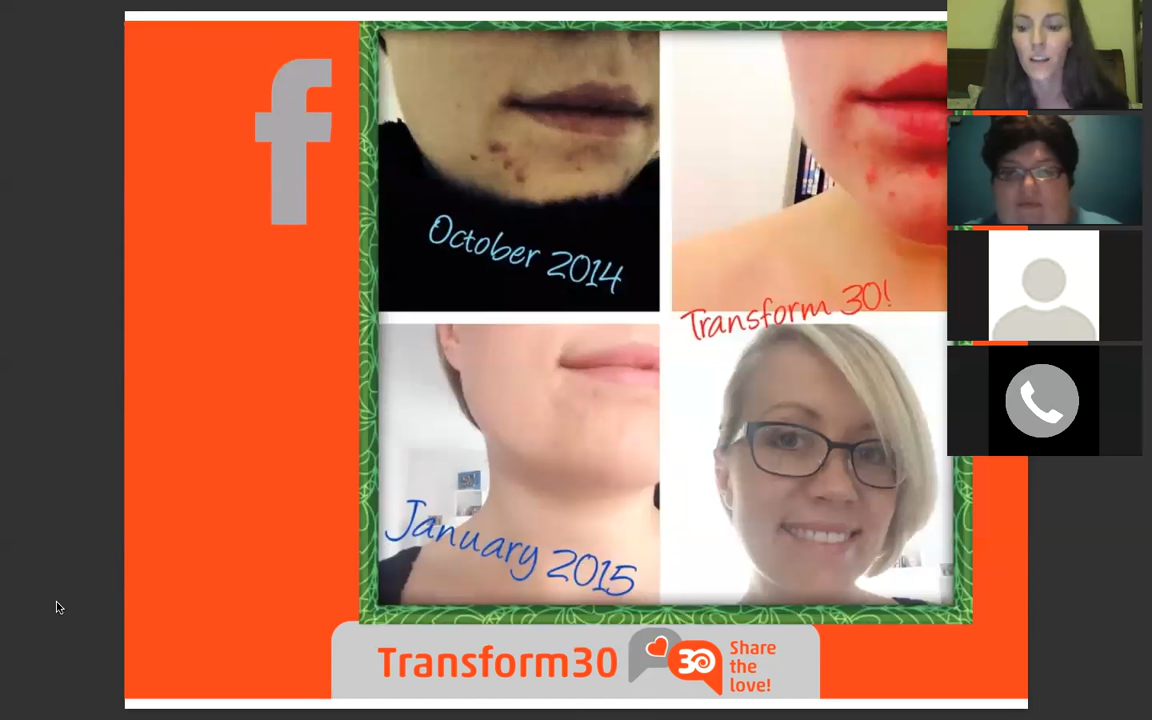 f
October 2014
Transform 30!
January 2015
Transform30
30
Share
the
love!